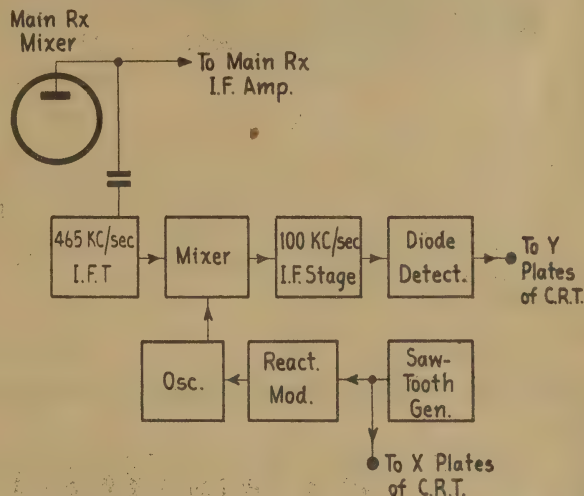 Main Rx
Mixer
To Main Rx
I.F. Amp.
465 KC/sec
I.F.T
Mixer
100 KC/sec
I.F. Stage
Diode
Detect.
To Y
Plates
of C.R.T.
Osc.
React.
Mod.
Saw-
Tooth
Gen.
To X Plates
of C.R.T.